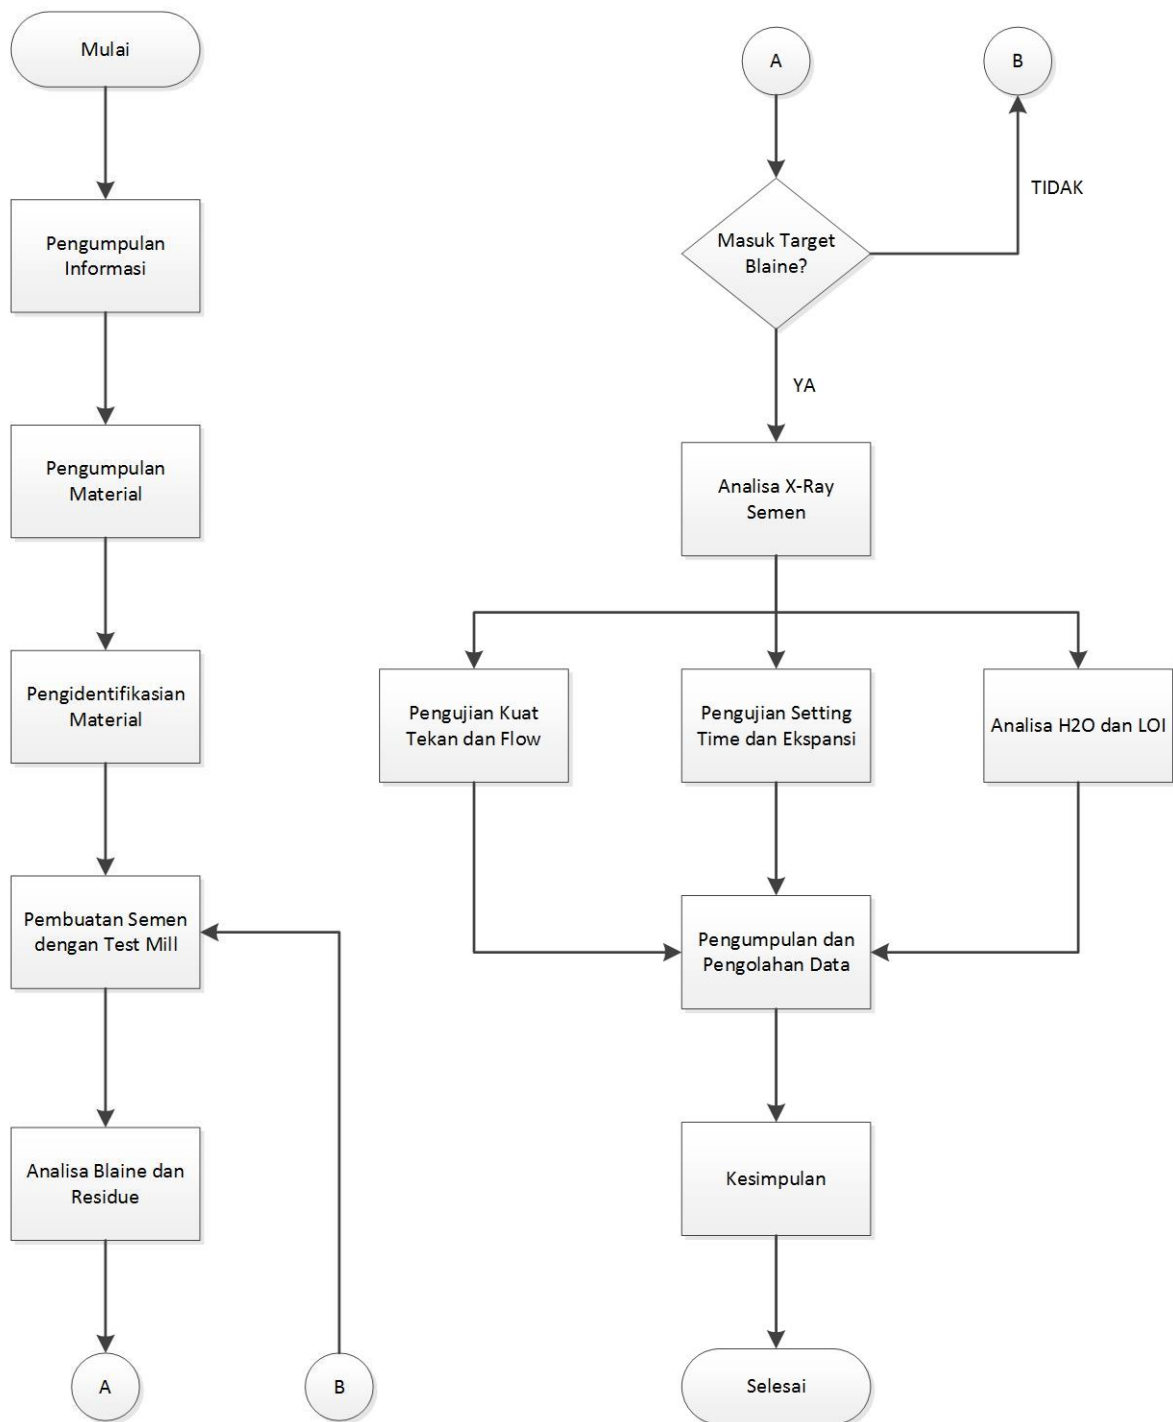 Mulai
Pengumpulan
Informasi
Pengumpulan
Material
Pengidentifikasian
Material
Pembuatan Semen
dengan Test Mill
Analisa Blaine dan
Residue
A
B
A
B
TIDAK
Masuk Target
Blaine?
YA
Analisa X-Ray
Semen
Pengujian Kuat
Tekan dan Flow
Pengujian Setting
Time dan Ekspansi
Analisa H2O dan LOI
Pengumpulan dan
Pengolahan Data
Kesimpulan
Selesai